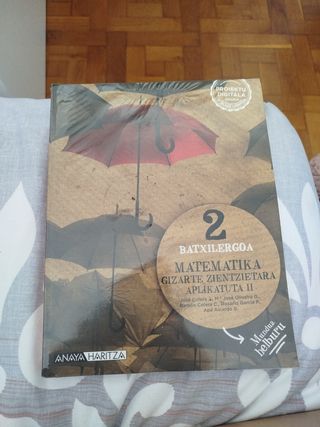 PROIEKTU
DIGITALA
2
BATXILERGOA
MATEMATIKA
GIZARTE ZIENTZIETARA
APLIKATUTA II
José Colera J., Mª José Oliveira G.,
Ramón Colera C., Rosario García P.,
Ana Aicardo S.
Mundua
helburu
ANAYA HARITZA